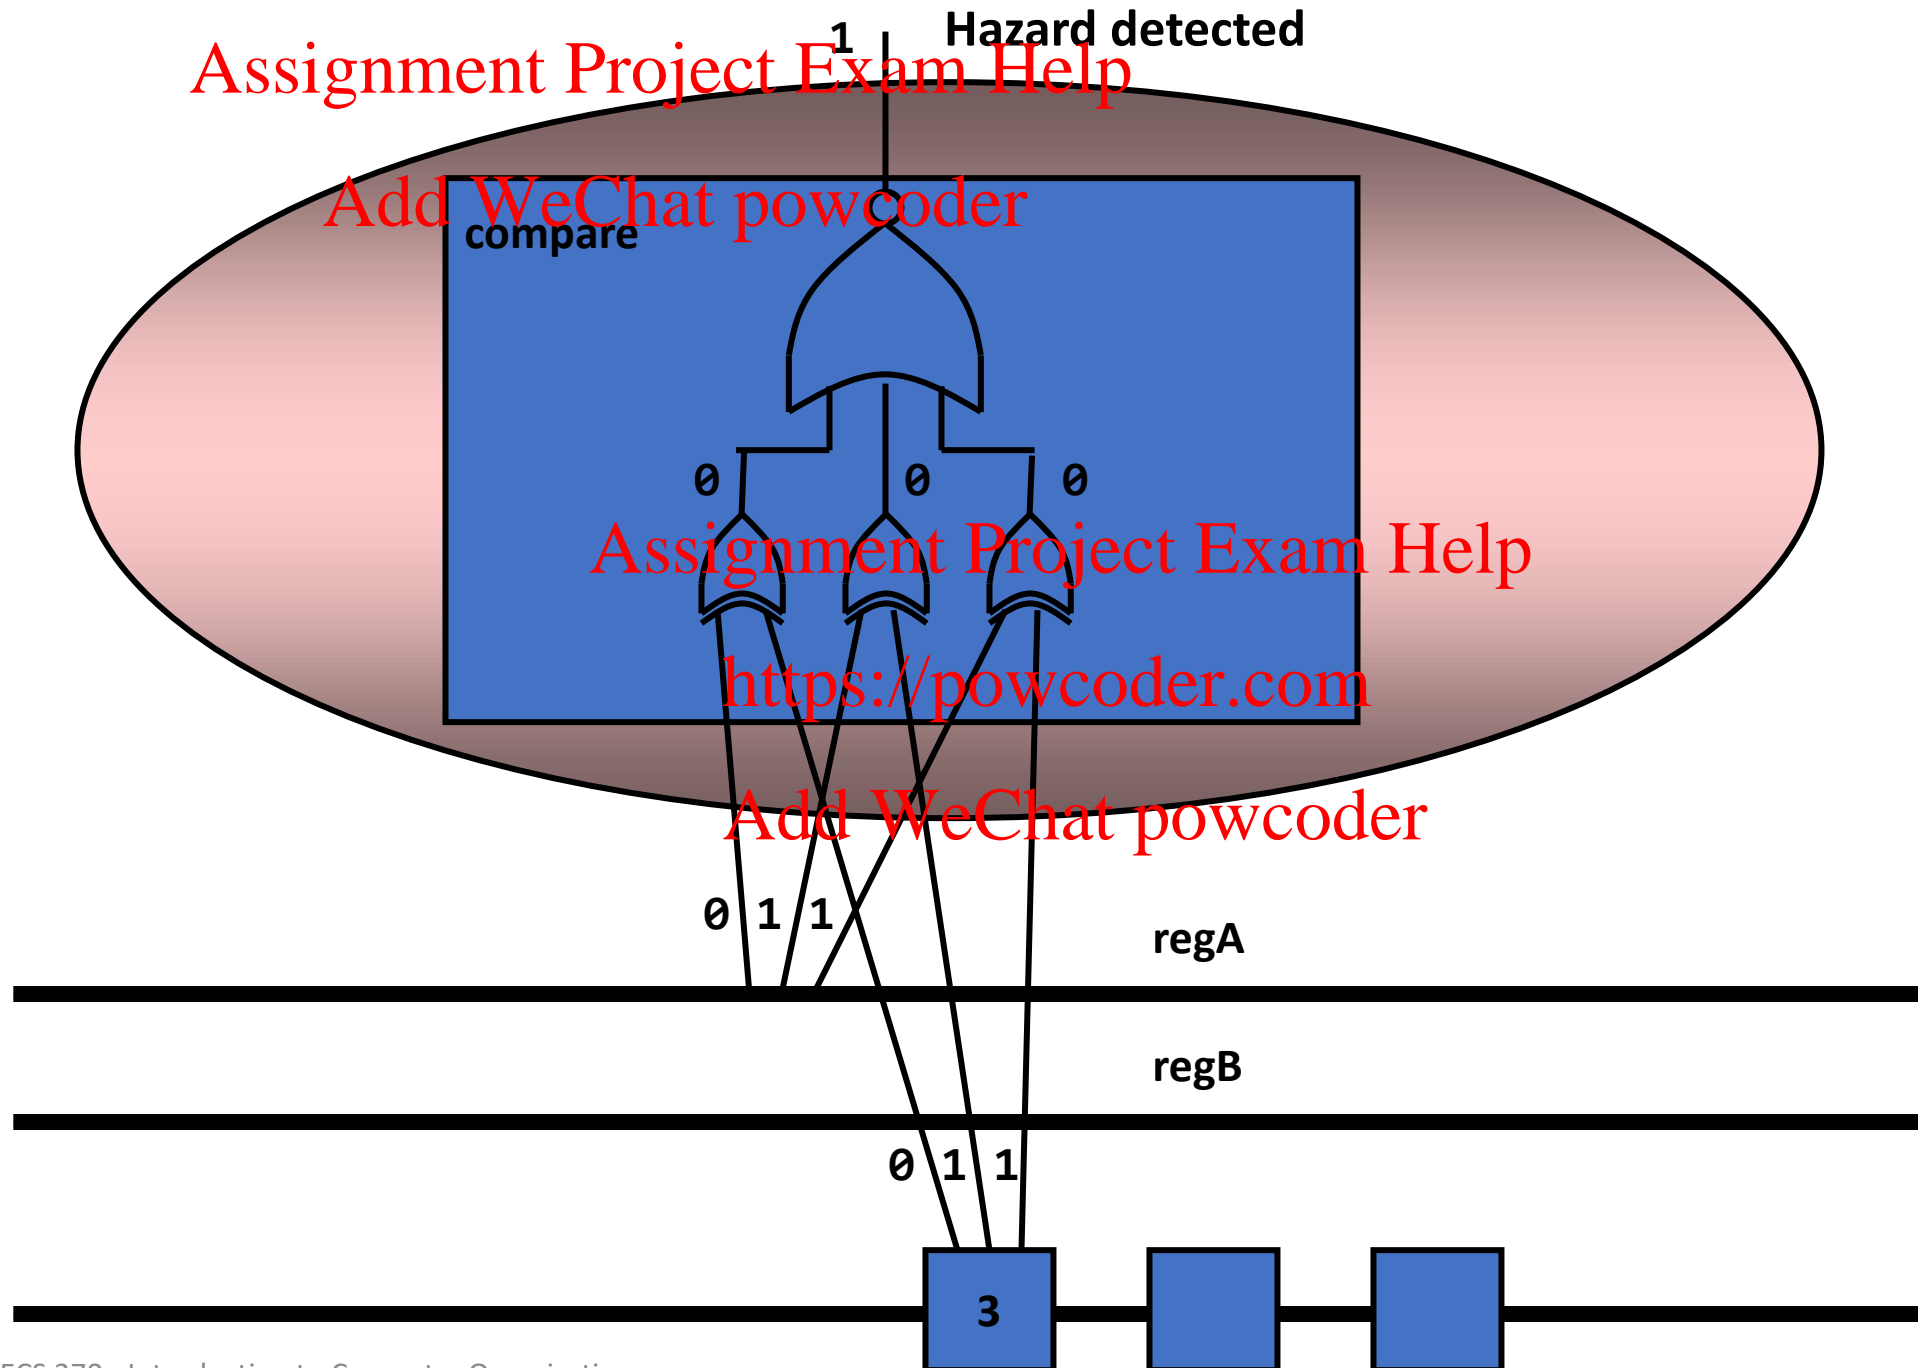 1 Hazard detected
Assignment Project Exam Help
Add WeChat powcoder
compare
0 0 0
Assignment Project Exam Help
https://powcoder.com
Add WeChat powcoder
0 1 1
regA
regB
0 1 1
3